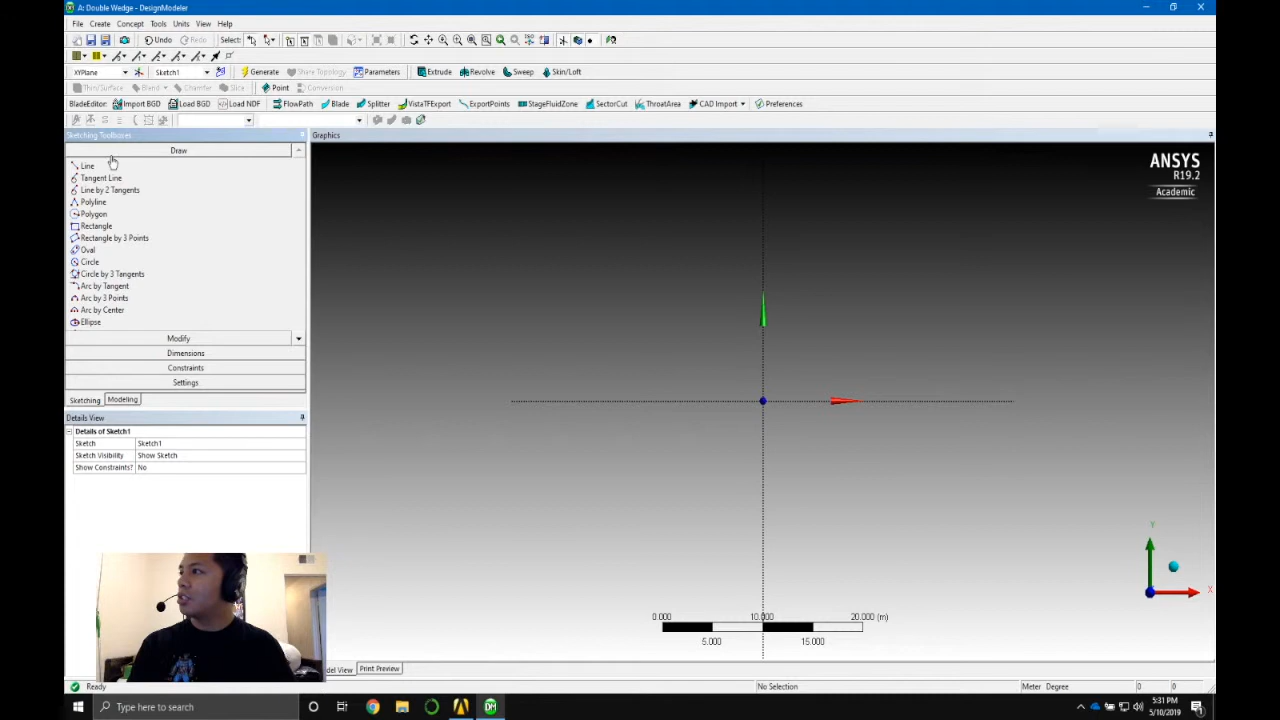 A: Double Wedge - DesignModeler
File Create Concept Tools Units View Help
Undo Redo Select:
XYPlane Sketch1 Generate Share Topology Parameters Extrude Revolve Sweep Skin/Loft
Thin/Surface Blend Chamfer Slice Point Conversion
BladeEditor: Import BGD Load BGD Load NDF FlowPath Blade Splitter VistaTFExport ExportPoints StageFluidZone SectorCut ThroatArea CAD Import Preferences
Sketching Toolboxes
Graphics
Draw
Line
Tangent Line
Line by 2 Tangents
Polyline
Polygon
Rectangle
Rectangle by 3 Points
Oval
Circle
Circle by 3 Tangents
Arc by Tangent
Arc by 3 Points
Arc by Center
Ellipse
Modify
Dimensions
Constraints
Settings
Sketching Modeling
Details View
Details of Sketch1
Sketch Sketch1
Sketch Visibility Show Sketch
Show Constraints? No
ANSYS
R19.2
Academic
Y
X
0.000 10.000 20.000 (m)
5.000 15.000
del View Print Preview
Ready
No Selection
Meter Degree 0 0
Type here to search
5:31 PM
5/10/2019